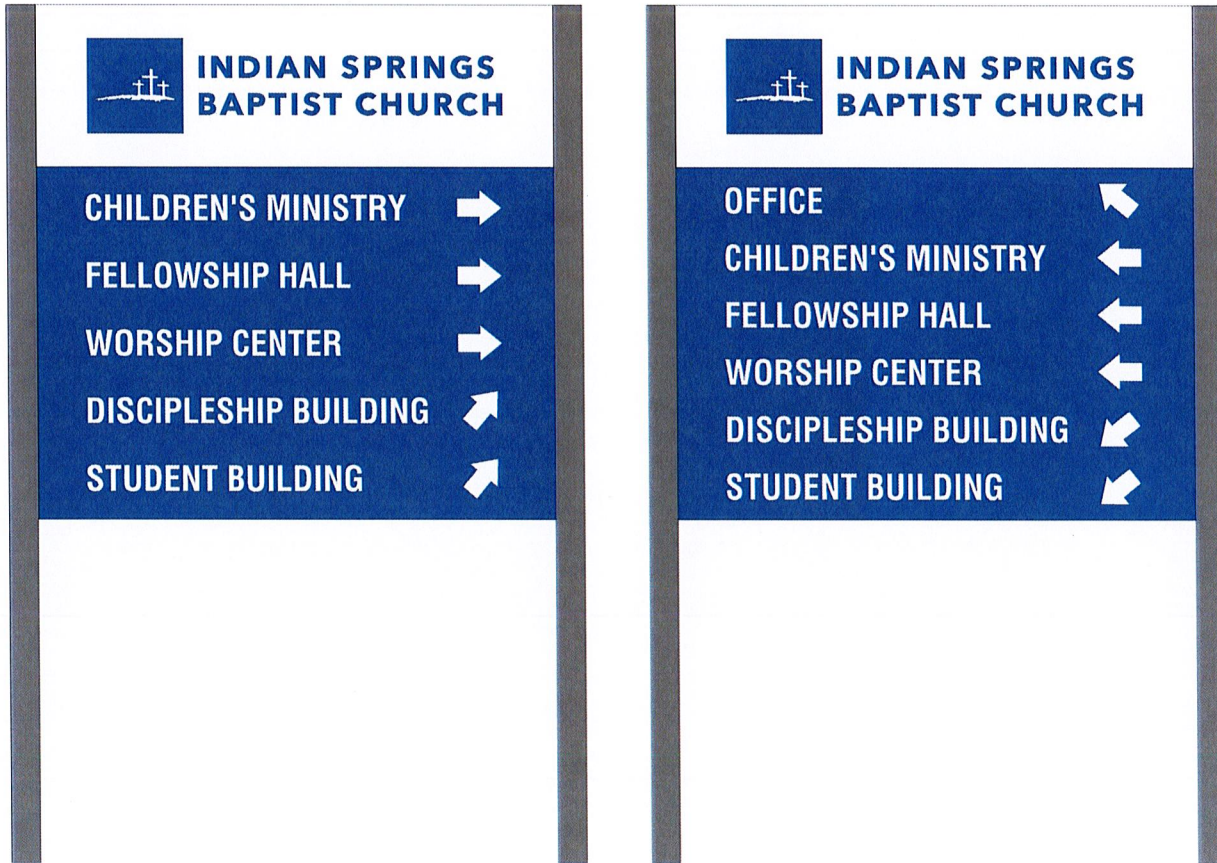 INDIAN SPRINGS
BAPTIST CHURCH
CHILDREN'S MINISTRY
FELLOWSHIP HALL
WORSHIP CENTER
DISCIPLESHIP BUILDING
STUDENT BUILDING
INDIAN SPRINGS
BAPTIST CHURCH
OFFICE
CHILDREN'S MINISTRY
FELLOWSHIP HALL
WORSHIP CENTER
DISCIPLESHIP BUILDING
STUDENT BUILDING